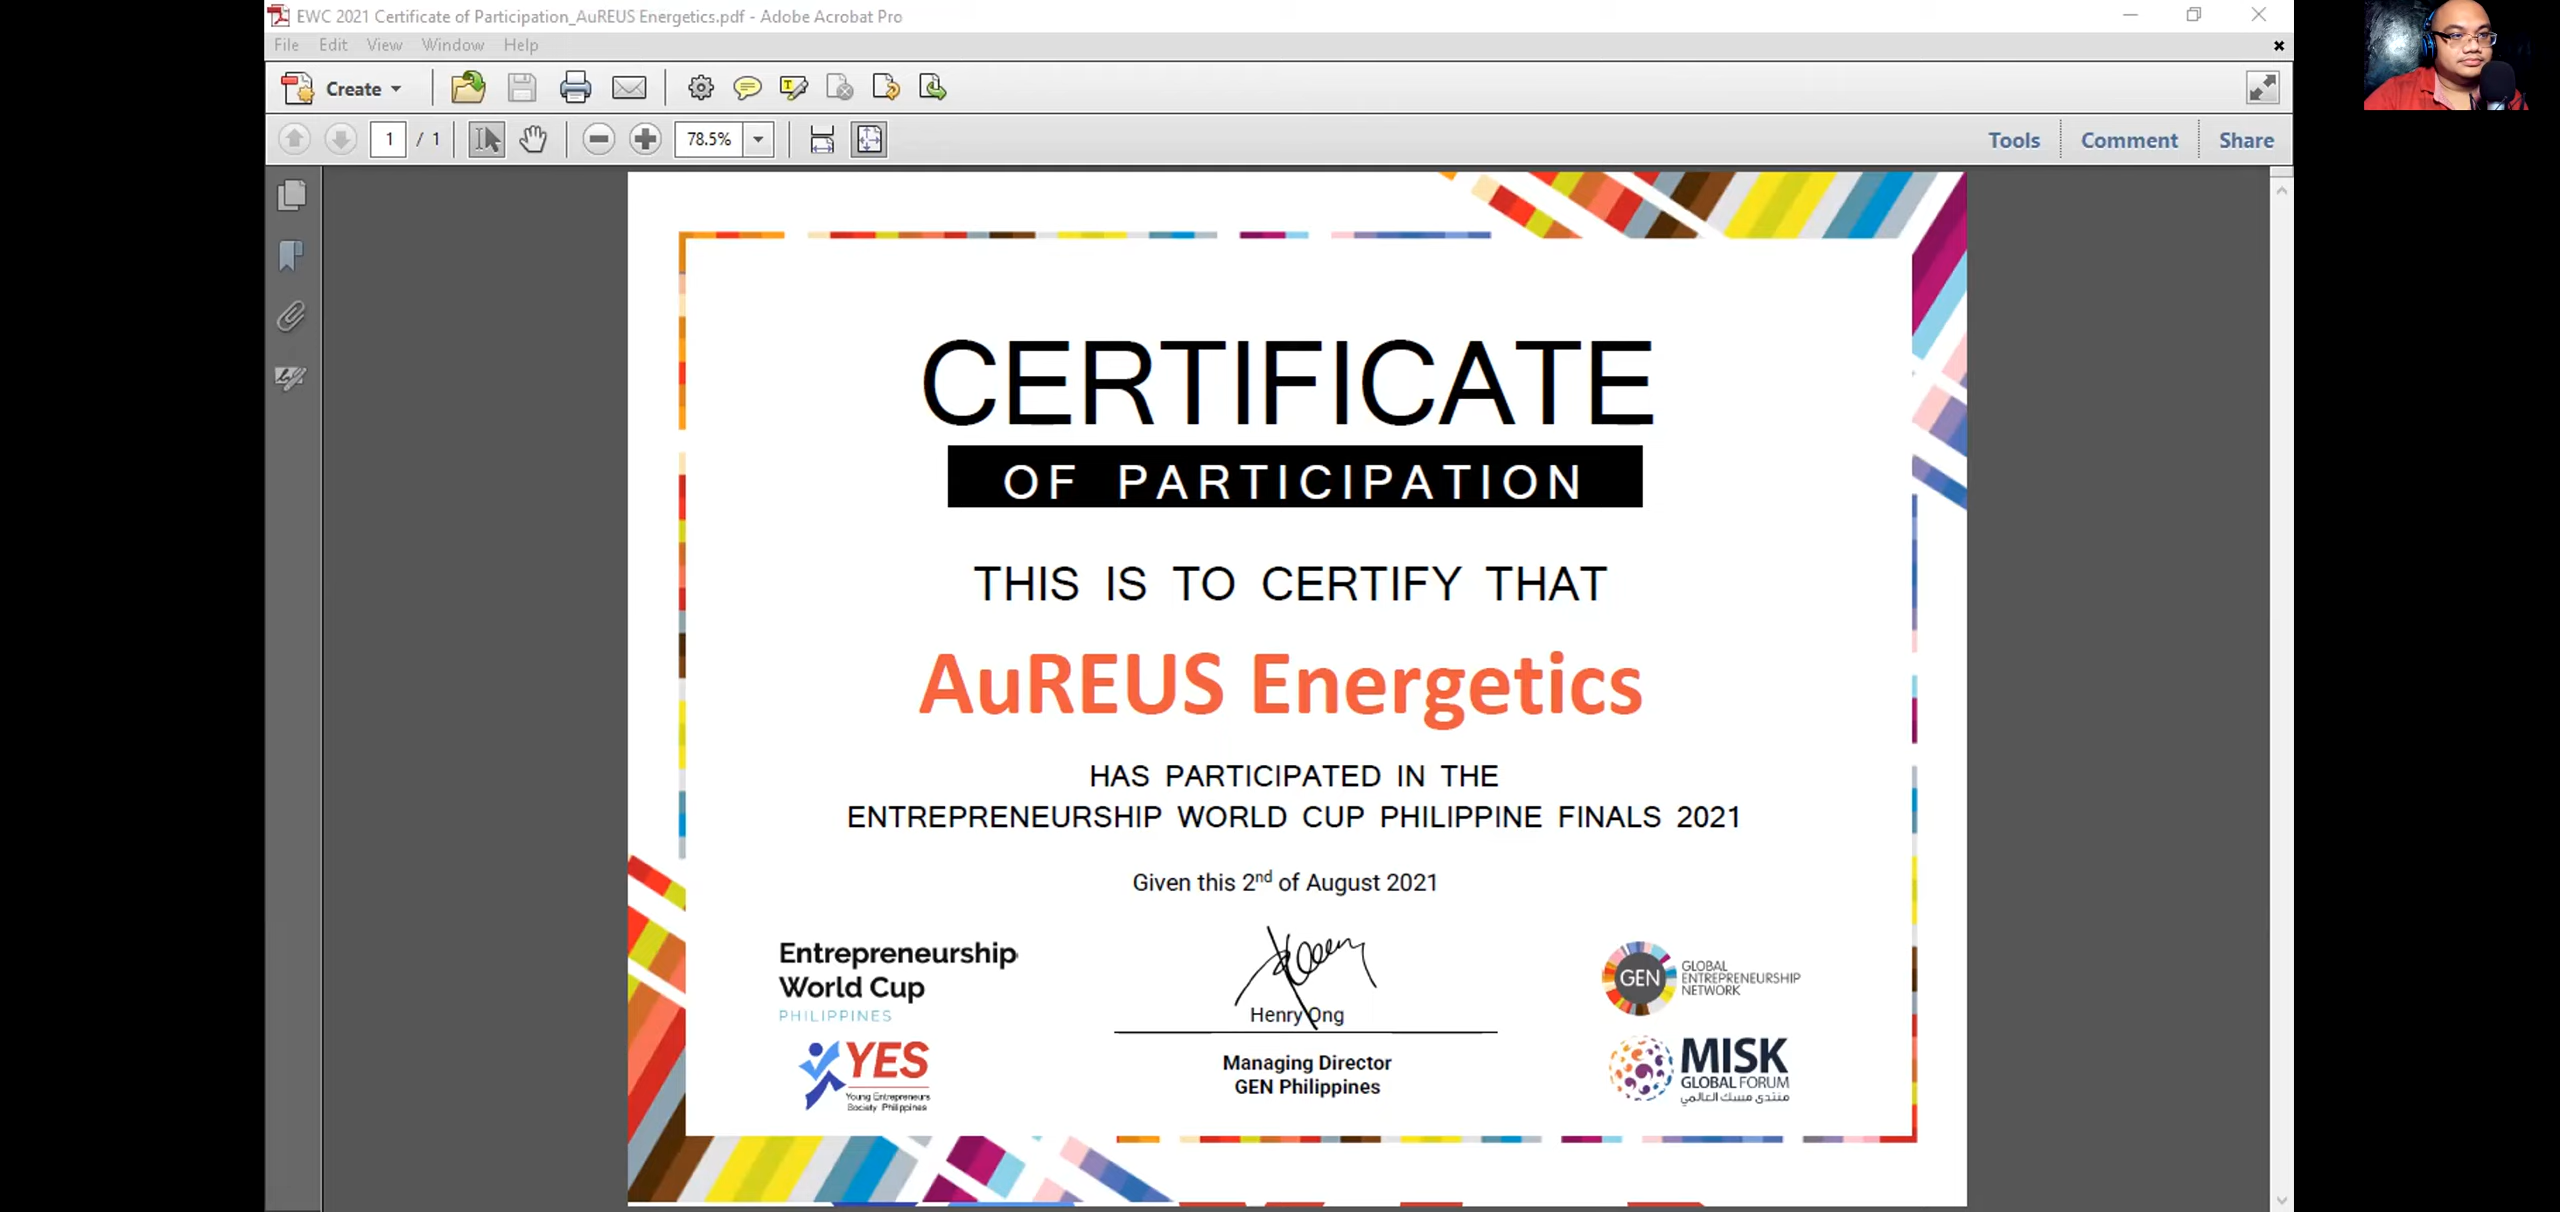 EWC 2021 Certificate of Participation_AuREUS Energetics.pdf - Adobe Acrobat Pro
File Edit View Window Help
Create
1 / 1 78.5% Tools Comment Share
CERTIFICATE
OF PARTICIPATION
THIS IS TO CERTIFY THAT
AuREUS Energetics
HAS PARTICIPATED IN THE
ENTREPRENEURSHIP WORLD CUP PHILIPPINE FINALS 2021
Given this 2nd of August 2021
Entrepreneurship
World Cup
PHILIPPINES
YES
Young Entrepreneurs
Society Philippines
Henry Ong
Managing Director
GEN Philippines
GEN
GLOBAL
ENTREPRENEURSHIP
NETWORK
MISK
GLOBAL FORUM
منتدى مسك العالمي